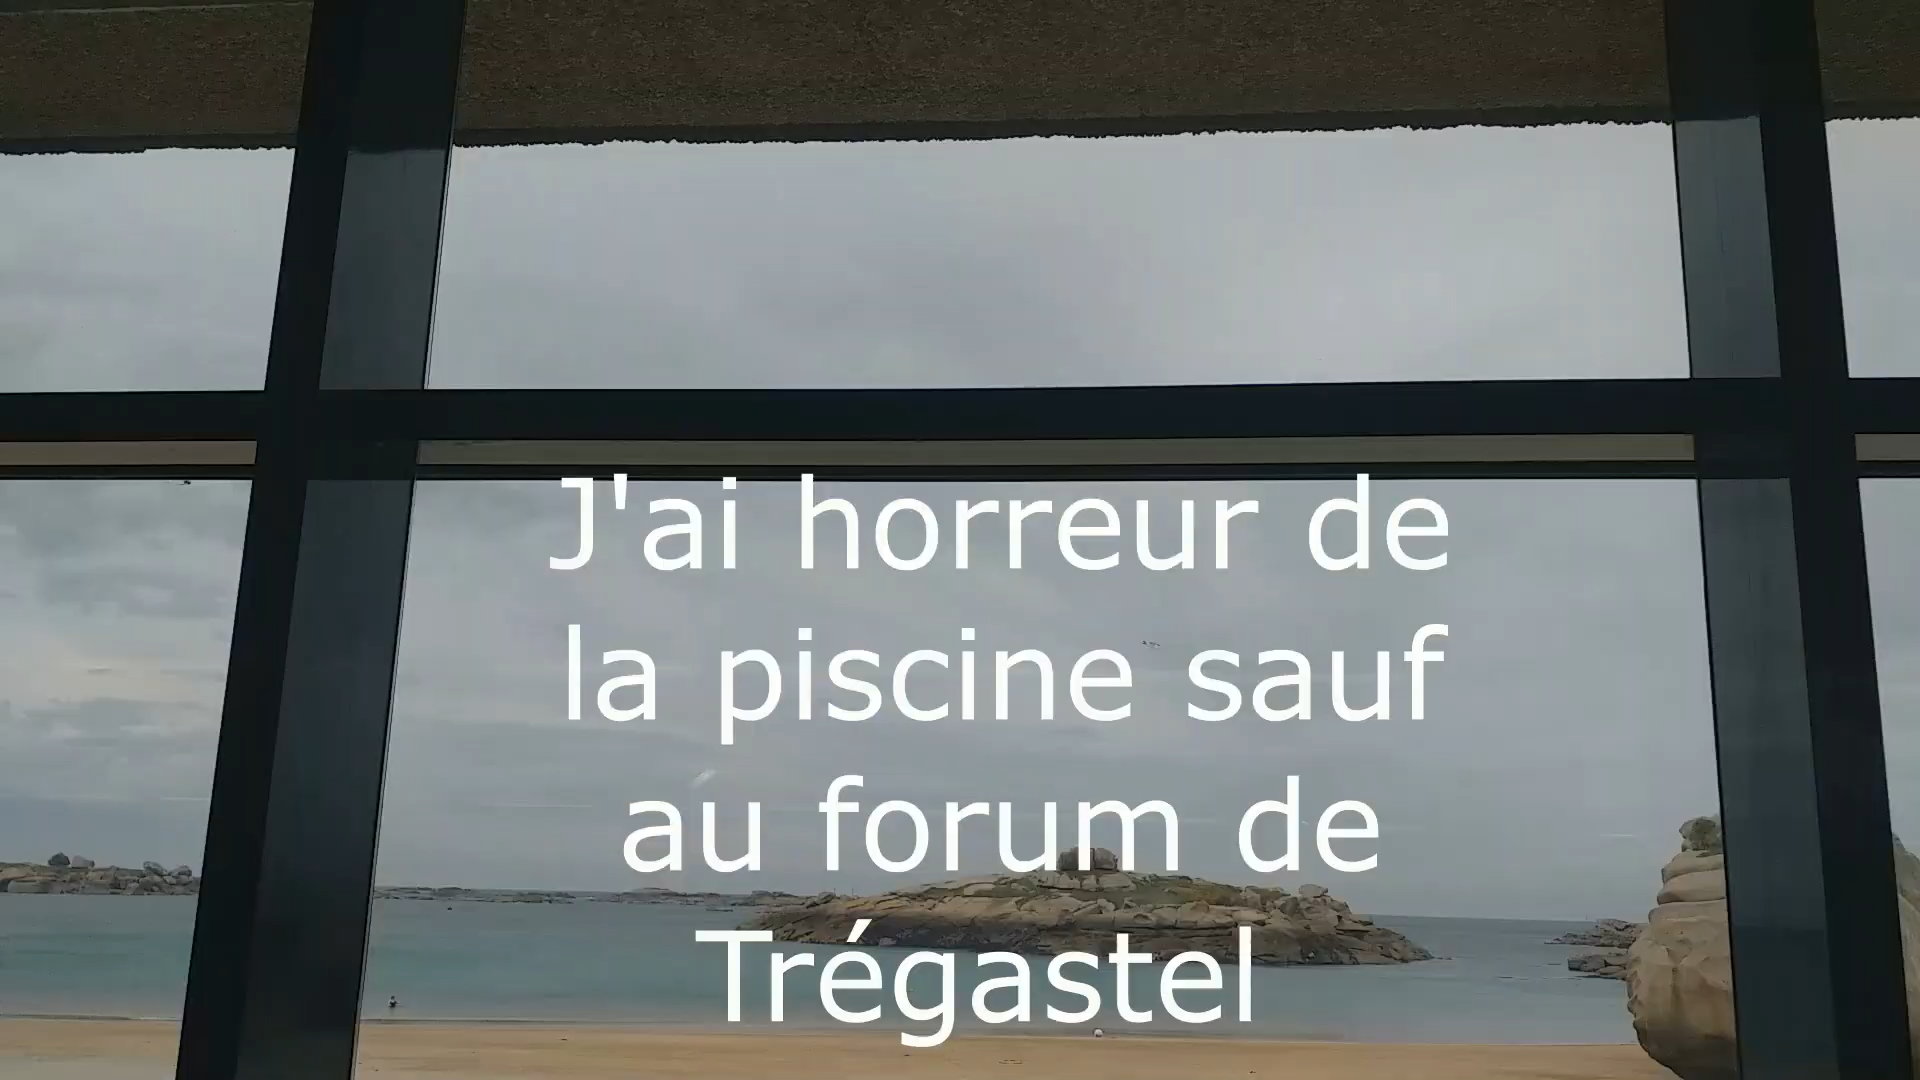 J'ai horreur de
la piscine sauf
au forum de
Trégastel